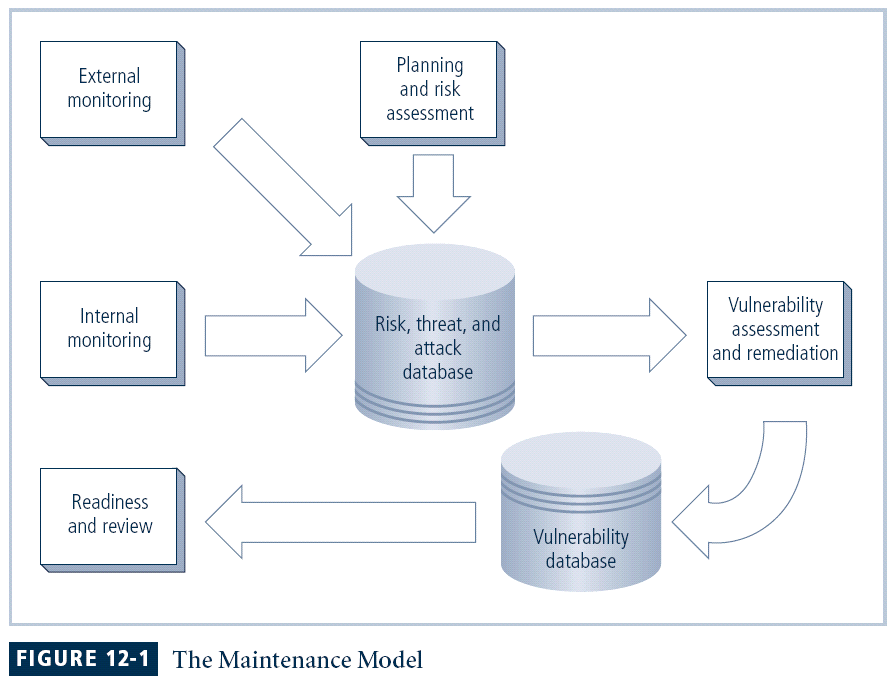 External
monitoring
Planning
and risk
assessment
Internal
monitoring
Risk, threat, and
attack
database
Vulnerability
assessment
and remediation
Readiness
and review
Vulnerability
database
FIGURE 12-1 The Maintenance Model